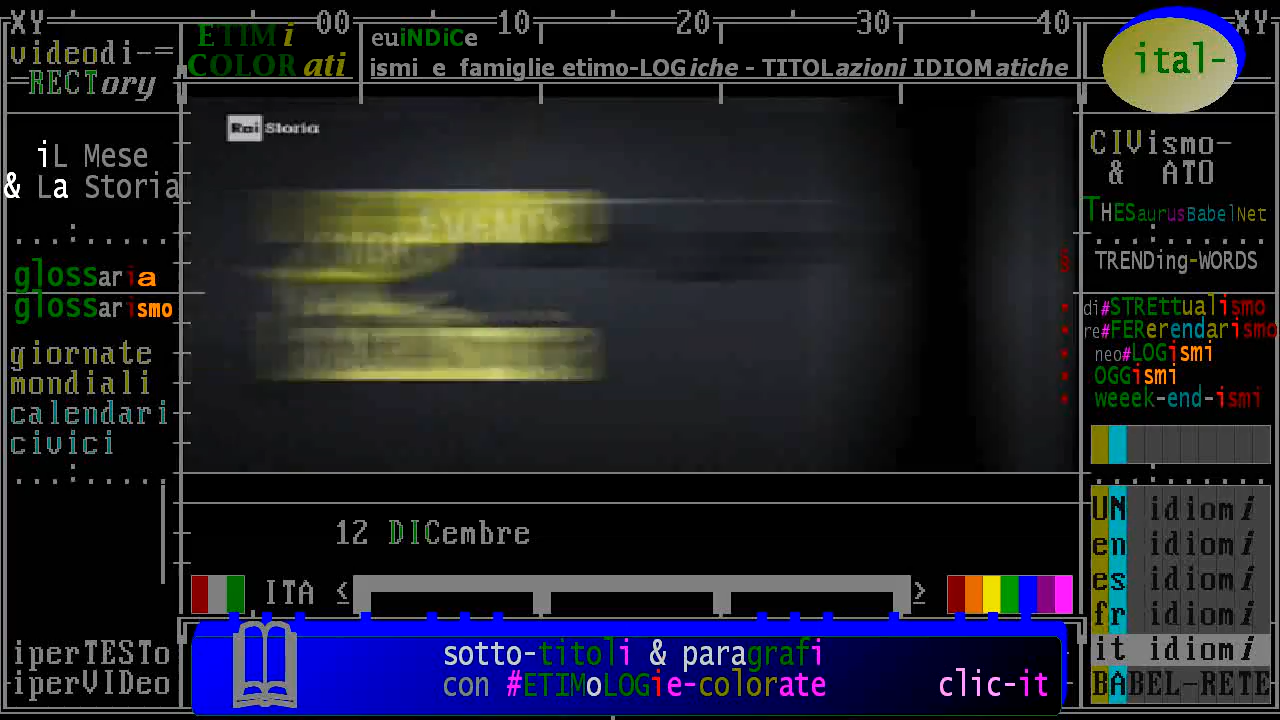 XY 00 10 20 30 40 XY
videodi-=
=RECTory
ETIMi
COLORati
euiNDiCe
ismi e famiglie etimo-LOGiche - TITOLazioni IDIOMatiche
ital-
Rai Storia
iL Mese
& La Storia
...:.....
glossaria
glossarismo
giornate
mondiali
calendari
civici
...:.....
iperTESTo
-iperVIDeo
§
12 DICembre
ITA < >
sotto-titoli & paragrafi
con #ETIMoLOGie-colorate clic-it
CIVismo-
& ATO
THESaurusBabelNet
...:.......
TRENDing-WORDS
di#STREttualismo
re#FERerendarismo
neo#LOGismi
OGGismi
weeek-end-ismi
...:.......
UN idiomi
en idiomi
es idiomi
fr idiomi
it idiomi
BABEL-RETE